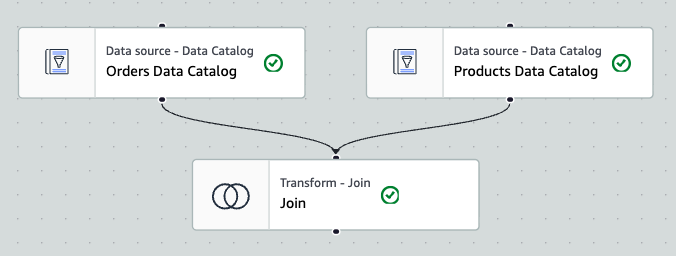 Data source - Data Catalog
Orders Data Catalog
Data source - Data Catalog
Products Data Catalog
Transform - Join
Join